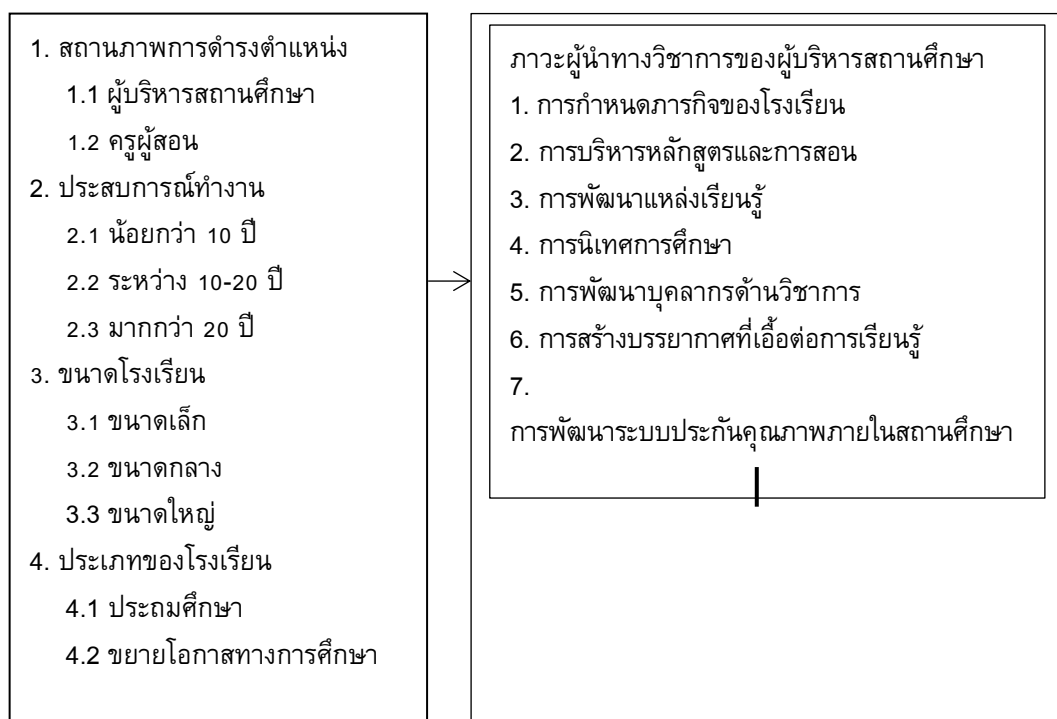 1. สถานภาพการดำรงตำแหน่ง
1.1 ผู้บริหารสถานศึกษา
1.2 ครูผู้สอน
2. ประสบการณ์ทำงาน
2.1 น้อยกว่า 10 ปี
2.2 ระหว่าง 10-20 ปี
2.3 มากกว่า 20 ปี
3. ขนาดโรงเรียน
3.1 ขนาดเล็ก
3.2 ขนาดกลาง
3.3 ขนาดใหญ่
4. ประเภทของโรงเรียน
4.1 ประถมศึกษา
4.2 ขยายโอกาสทางการศึกษา
ภาวะผู้นำทางวิชาการของผู้บริหารสถานศึกษา
1. การกำหนดภารกิจของโรงเรียน
2. การบริหารหลักสูตรและการสอน
3. การพัฒนาแหล่งเรียนรู้
4. การนิเทศการศึกษา
5. การพัฒนาบุคลากรด้านวิชาการ
6. การสร้างบรรยากาศที่เอื้อต่อการเรียนรู้
7.
การพัฒนาระบบประกันคุณภาพภายในสถานศึกษา